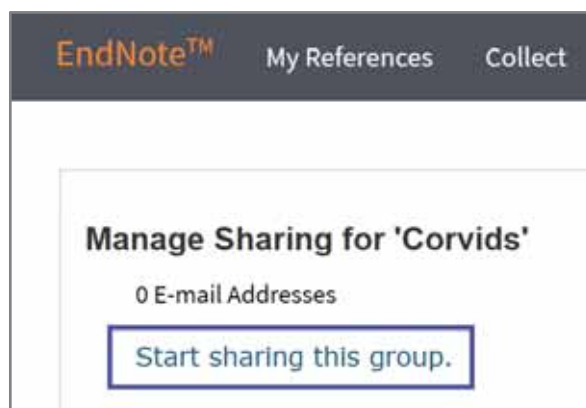 EndNote™ My References Collect
Manage Sharing for 'Corvids'
0 E-mail Addresses
Start sharing this group.